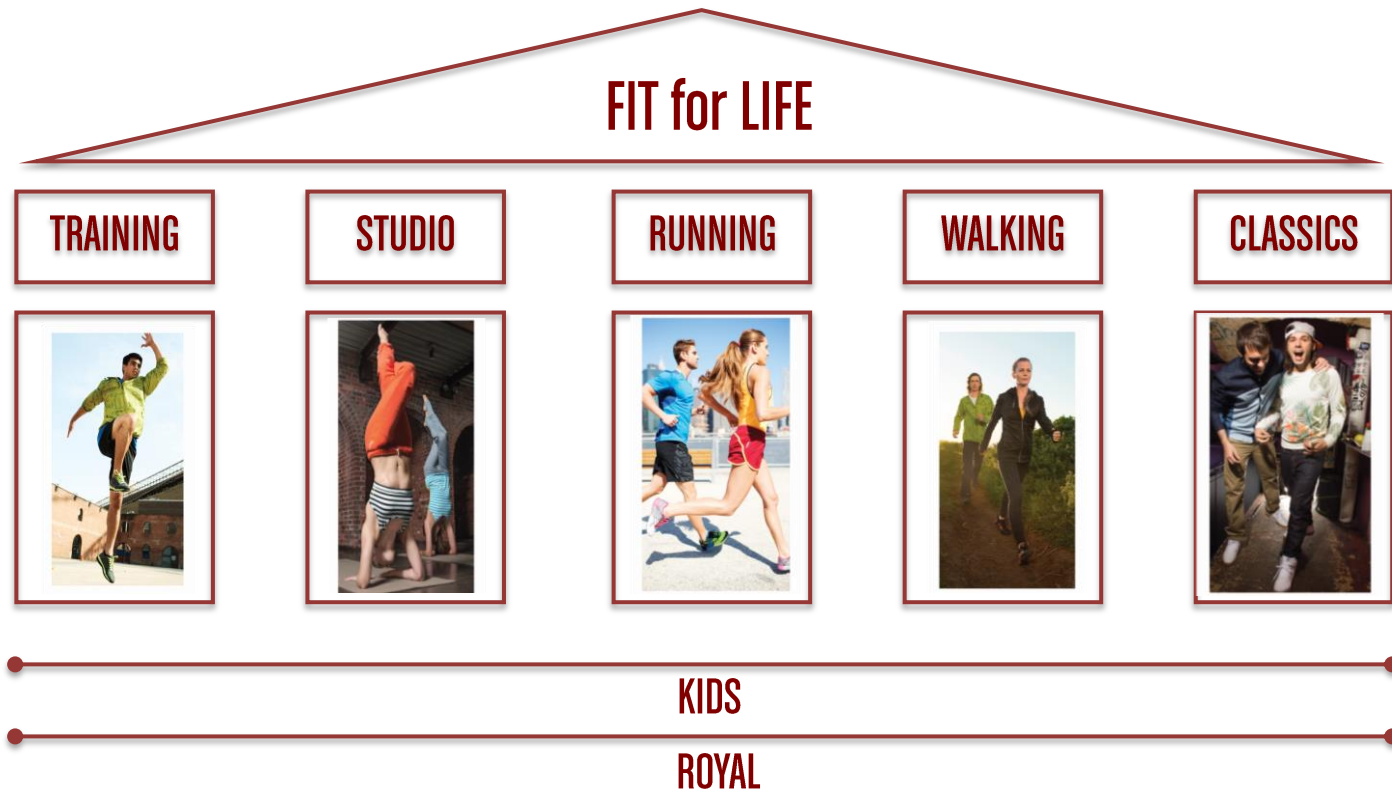 FIT for LIFE
TRAINING
STUDIO
RUNNING
WALKING
CLASSICS
KIDS
ROYAL